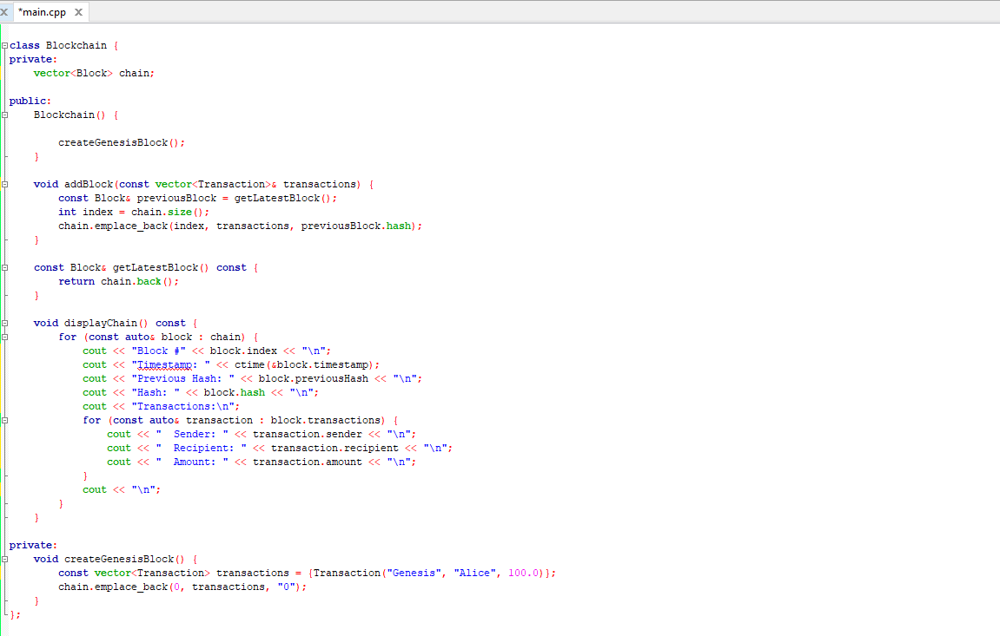 *main.cpp
class Blockchain {
private:
    vector<Block> chain;
public:
    Blockchain() {
        createGenesisBlock();
    }
    void addBlock(const vector<Transaction>& transactions) {
        const Block& previousBlock = getLatestBlock();
        int index = chain.size();
        chain.emplace_back(index, transactions, previousBlock.hash);
    }
    const Block& getLatestBlock() const {
        return chain.back();
    }
    void displayChain() const {
        for (const auto& block : chain) {
            cout << "Block #" << block.index << "\n";
            cout << "Timestamp: " << ctime(&block.timestamp);
            cout << "Previous Hash: " << block.previousHash << "\n";
            cout << "Hash: " << block.hash << "\n";
            cout << "Transactions:\n";
            for (const auto& transaction : block.transactions) {
                cout << "  Sender: " << transaction.sender << "\n";
                cout << "  Recipient: " << transaction.recipient << "\n";
                cout << "  Amount: " << transaction.amount << "\n";
            }
            cout << "\n";
        }
    }
private:
    void createGenesisBlock() {
        const vector<Transaction> transactions = {Transaction("Genesis", "Alice", 100.0)};
        chain.emplace_back(0, transactions, "0");
    }
};